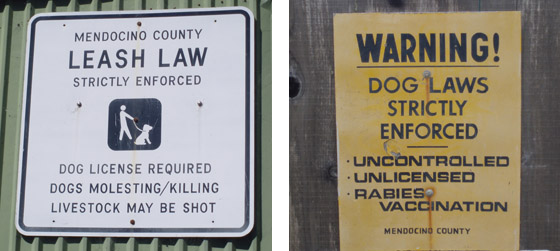 MENDOCINO COUNTY
LEASH LAW
STRICTLY ENFORCED
DOG LICENSE REQUIRED
DOGS MOLESTING/KILLING
LIVESTOCK MAY BE SHOT
WARNING!
DOG LAWS
STRICTLY
ENFORCED
· UNCONTROLLED
· UNLICENSED
· RABIES
VACCINATION
MENDOCINO COUNTY